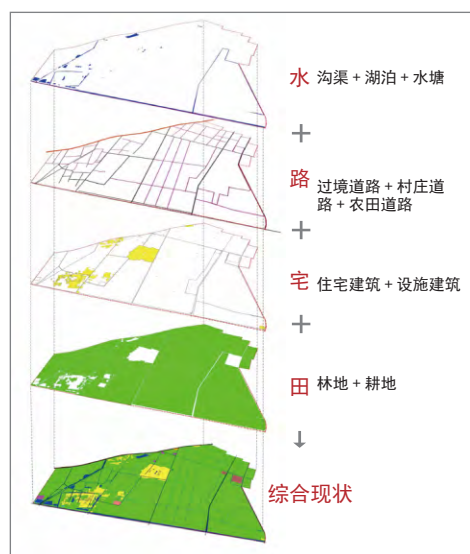 水 沟渠 + 湖泊 + 水塘
+
路 过境道路 + 村庄道
路 + 农田道路
+
宅 住宅建筑 + 设施建筑
+
田 林地 + 耕地
↓
综合现状